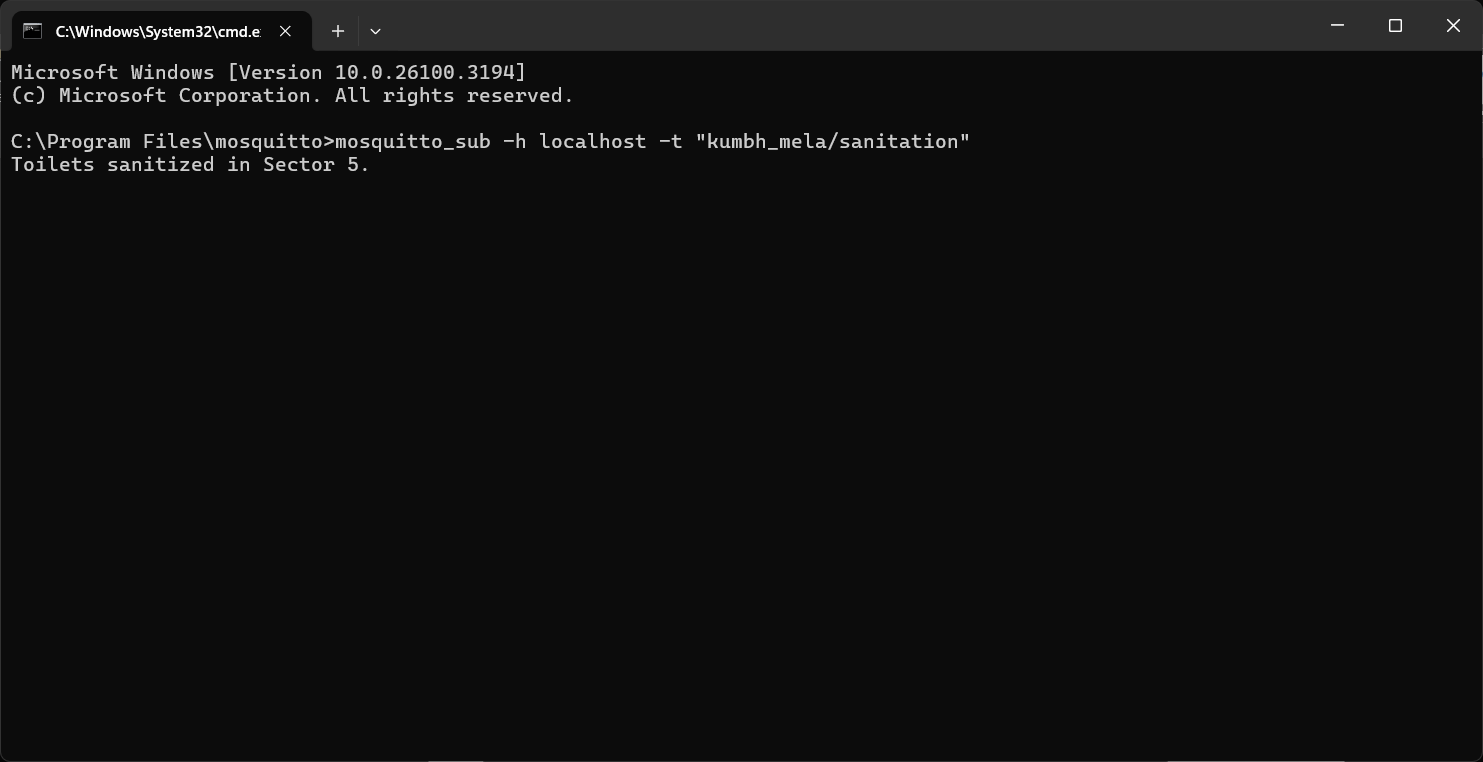 C:\Windows\System32\cmd.e
Microsoft Windows [Version 10.0.26100.3194]
(c) Microsoft Corporation. All rights reserved.
C:\Program Files\mosquitto>mosquitto_sub -h localhost -t "kumbh_mela/sanitation"
Toilets sanitized in Sector 5.